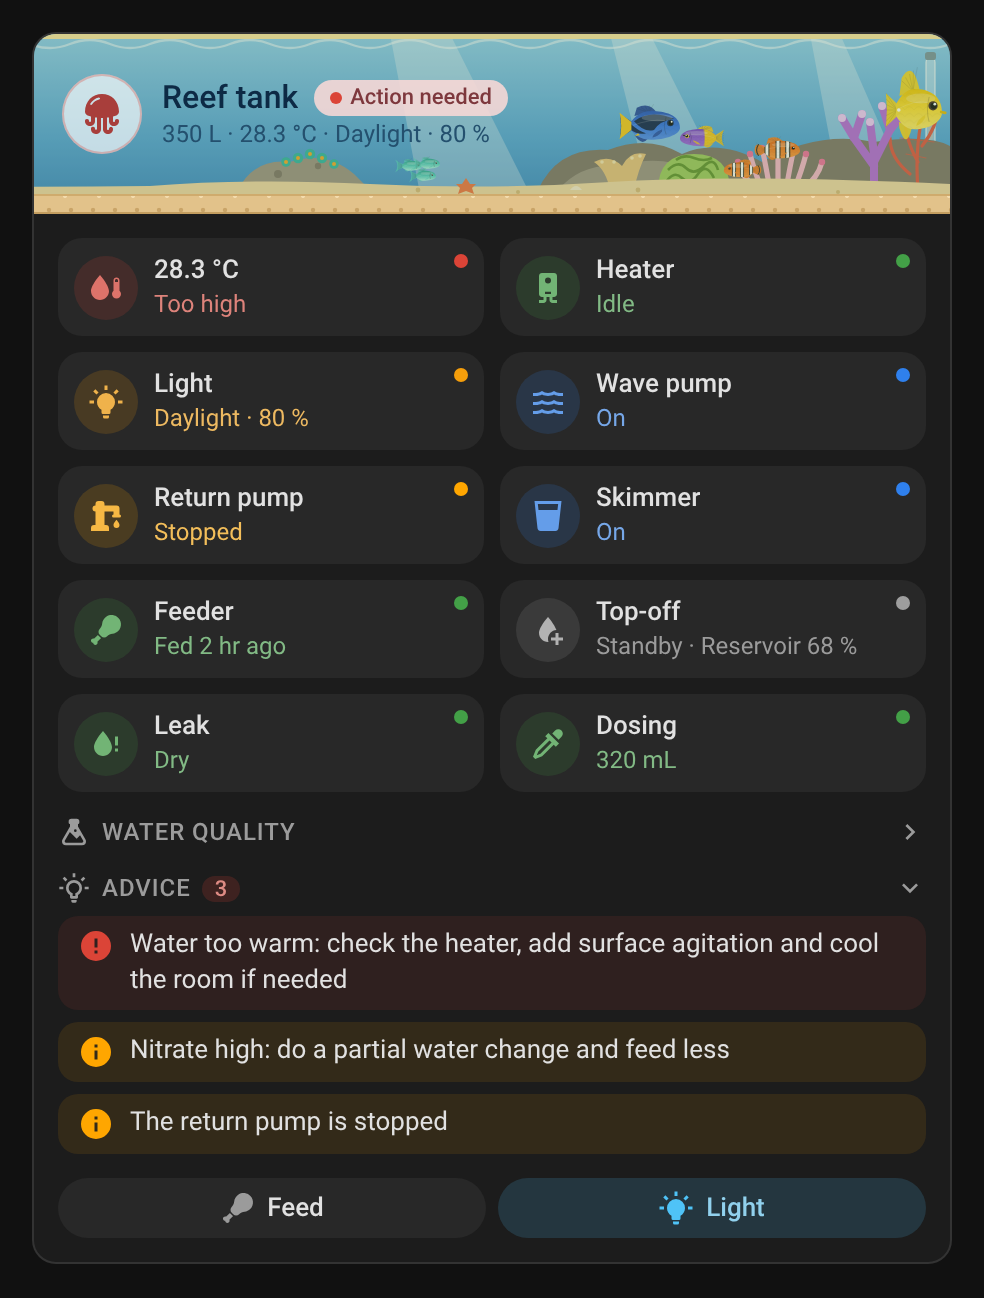 Reef tank
Action needed
350 L · 28.3 °C · Daylight · 80 %
28.3 °C
Too high
Heater
Idle
Light
Daylight · 80 %
Wave pump
On
Return pump
Stopped
Skimmer
On
Feeder
Fed 2 hr ago
Top-off
Standby · Reservoir 68 %
Leak
Dry
Dosing
320 mL
WATER QUALITY
ADVICE 3
Water too warm: check the heater, add surface agitation and cool
the room if needed
Nitrate high: do a partial water change and feed less
The return pump is stopped
Feed
Light